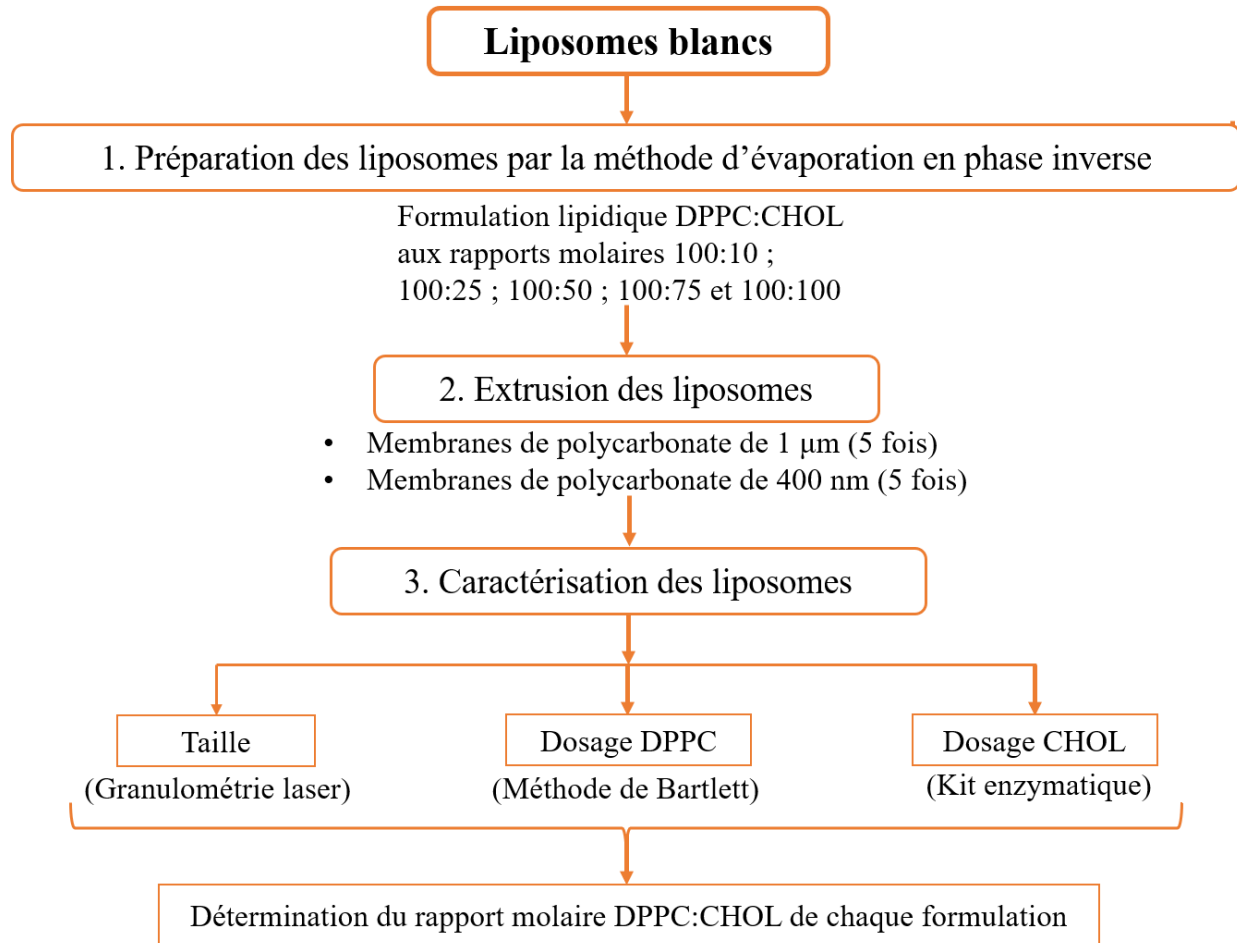 Liposomes blancs
1. Préparation des liposomes par la méthode d’évaporation en phase inverse
Formulation lipidique DPPC:CHOL
aux rapports molaires 100:10 ;
100:25 ; 100:50 ; 100:75 et 100:100
2. Extrusion des liposomes
• Membranes de polycarbonate de 1 μm (5 fois)
• Membranes de polycarbonate de 400 nm (5 fois)
3. Caractérisation des liposomes
Taille
(Granulométrie laser)
Dosage DPPC
(Méthode de Bartlett)
Dosage CHOL
(Kit enzymatique)
Détermination du rapport molaire DPPC:CHOL de chaque formulation